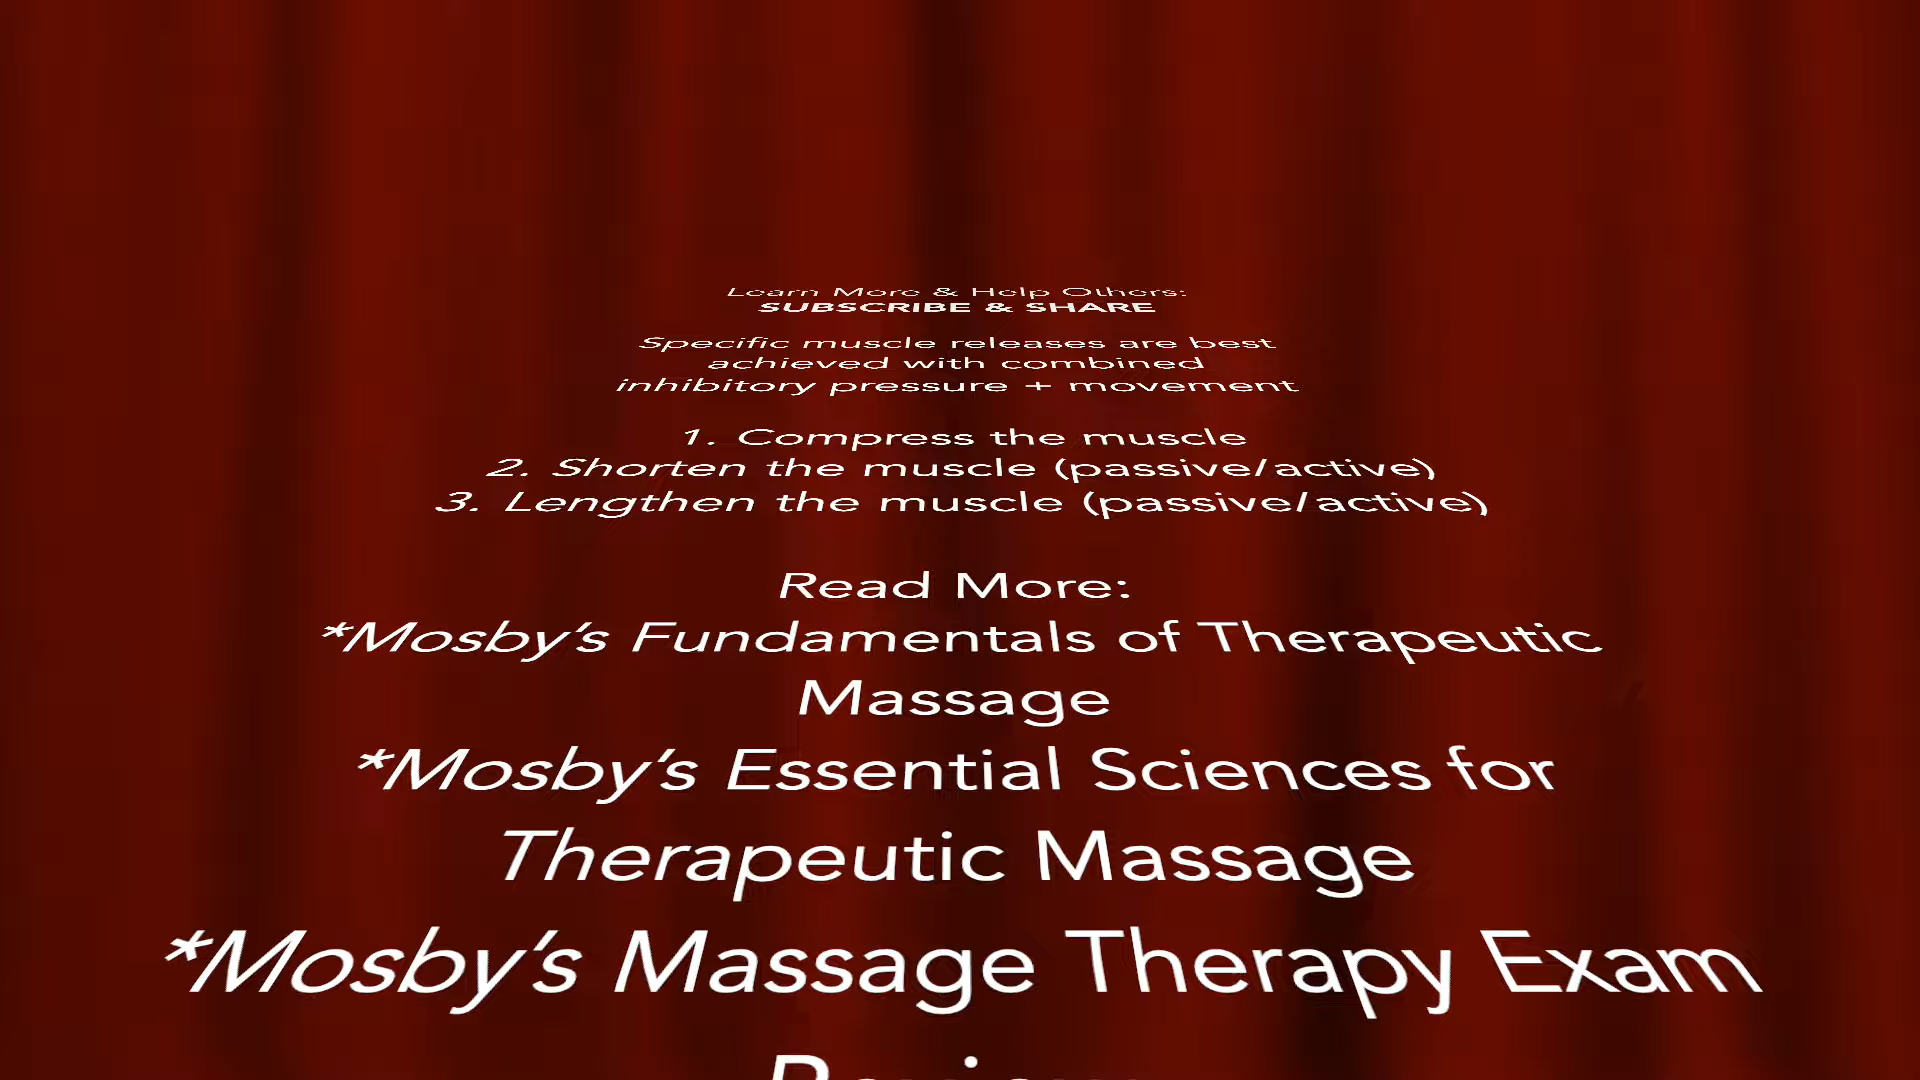 Learn More & Help Others:
SUBSCRIBE & SHARE
Specific muscle releases are best
achieved with combined
inhibitory pressure + movement
1. Compress the muscle
2. Shorten the muscle (passive/active)
3. Lengthen the muscle (passive/active)
Read More:
*Mosby's Fundamentals of Therapeutic
Massage
*Mosby's Essential Sciences for
Therapeutic Massage
*Mosby's Massage Therapy Exam